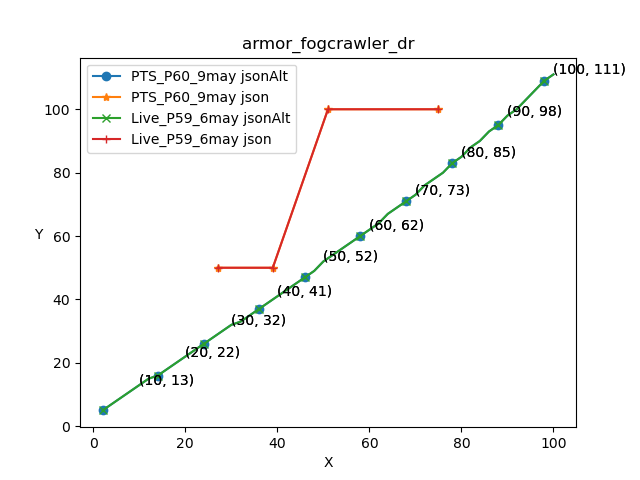 armor_fogcrawler_dr
PTS_P60_9may jsonAlt
PTS_P60_9may json
Live_P59_6may jsonAlt
Live_P59_6may json
(100, 111)
(90, 98)
(80, 85)
(70, 73)
(60, 62)
(50, 52)
(40, 41)
(30, 32)
(20, 22)
(10, 13)
100
80
60
40
20
0
Y
0 20 40 60 80 100
X